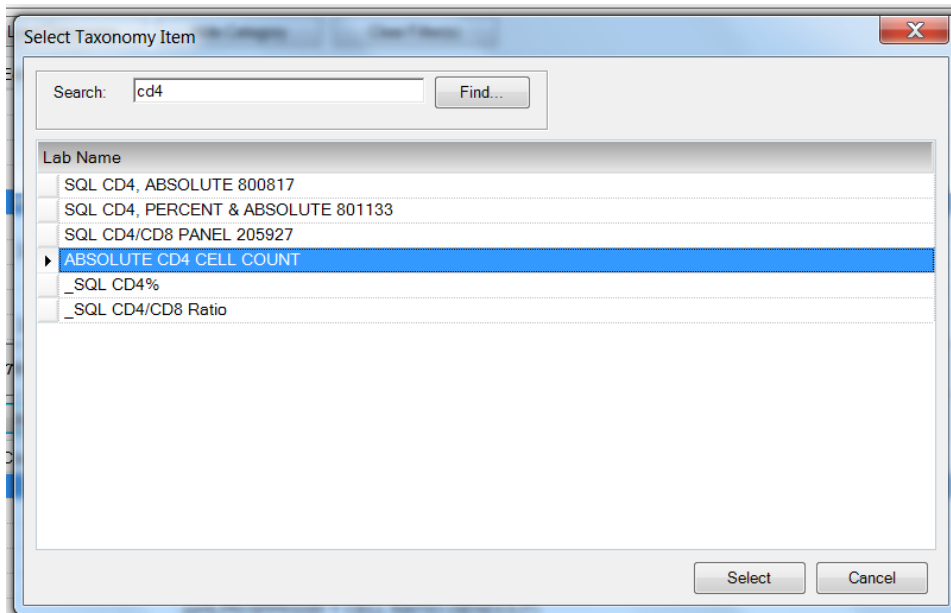 Select Taxonomy Item
Search: cd4 Find...
Lab Name
SQL CD4, ABSOLUTE 800817
SQL CD4, PERCENT & ABSOLUTE 801133
SQL CD4/CD8 PANEL 205927
ABSOLUTE CD4 CELL COUNT
_SQL CD4%
_SQL CD4/CD8 Ratio
Select Cancel